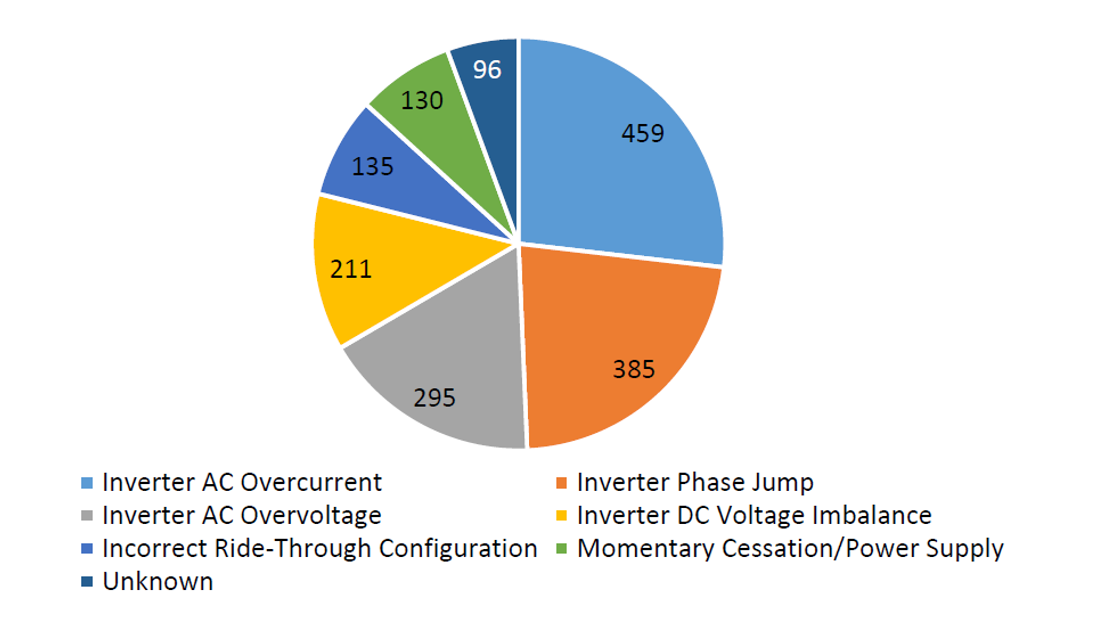 96
130
459
135
211
385
295
Inverter AC Overcurrent
Inverter Phase Jump
Inverter AC Overvoltage
Inverter DC Voltage Imbalance
Incorrect Ride-Through Configuration
Momentary Cessation/Power Supply
Unknown